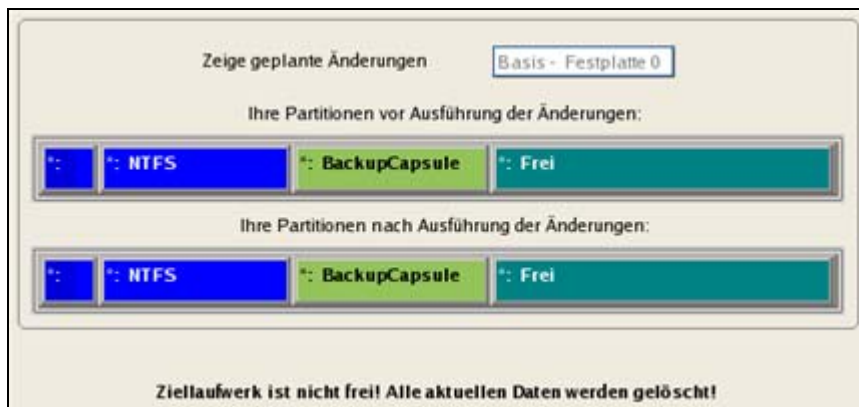 Zeige geplante Änderungen Basis - Festplatte 0
Ihre Partitionen vor Ausführung der Änderungen:
*: *: NTFS *: BackupCapsule *: Frei
Ihre Partitionen nach Ausführung der Änderungen:
*: *: NTFS *: BackupCapsule *: Frei
Ziellaufwerk ist nicht frei! Alle aktuellen Daten werden gelöscht!